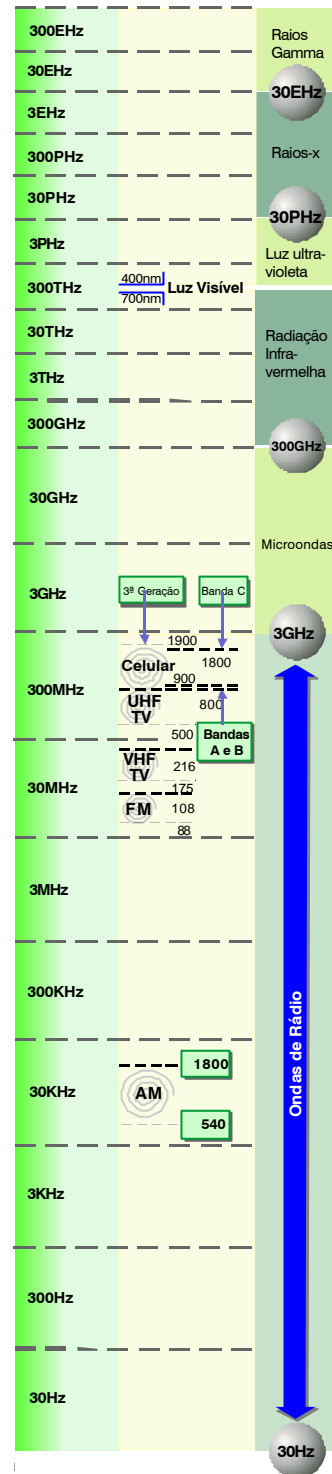 300EHz
Raios
Gamma
30EHz
30EHz
3EHz
Raios-x
300PHz
30PHz
30PHz
3PHz
Luz ultra-
violeta
400nm
300THz
Luz Visível
700nm
30THz
Radiação
Infra-
vermelha
3THz
300GHz
300GHz
30GHz
Microondas
3GHz
3ª Geração
Banda C
3GHz
1900
Celular
1800
900
300MHz
UHF
TV
800
500
Bandas
A e B
VHF
TV
216
30MHz
175
FM
108
88
3MHz
300KHz
Ondas de Rádio
1800
30KHz
AM
540
3KHz
300Hz
30Hz
30Hz